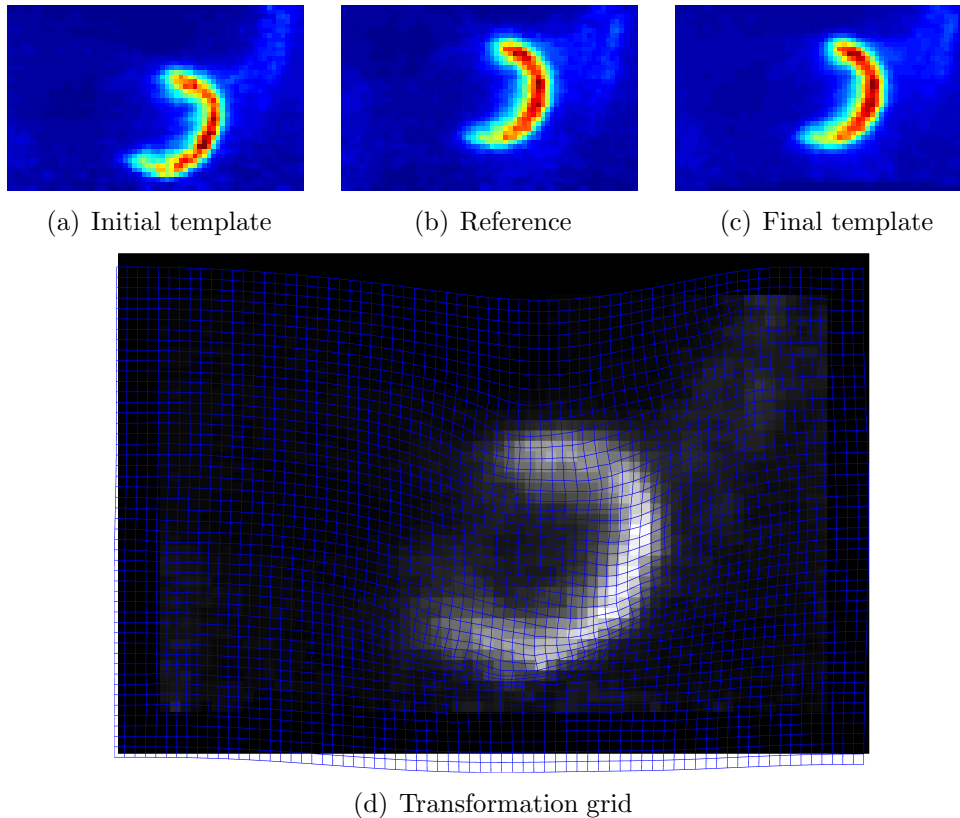 (a) Initial template
(b) Reference
(c) Final template
(d) Transformation grid